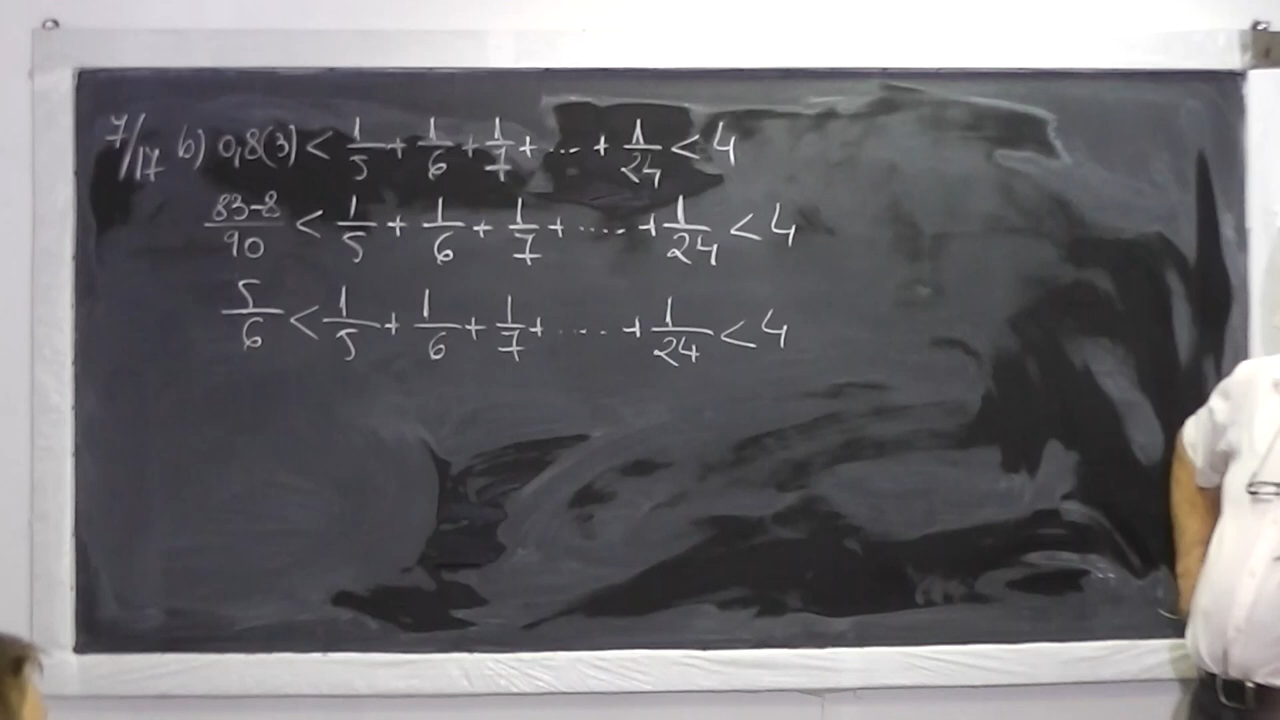 7/17 b) 0,8(3) < 1/5 + 1/6 + 1/7 + ... + 1/24 < 4
83-8/90 < 1/5 + 1/6 + 1/7 + ..... + 1/24 < 4
5/6 < 1/5 + 1/6 + 1/7 + ..... + 1/24 < 4